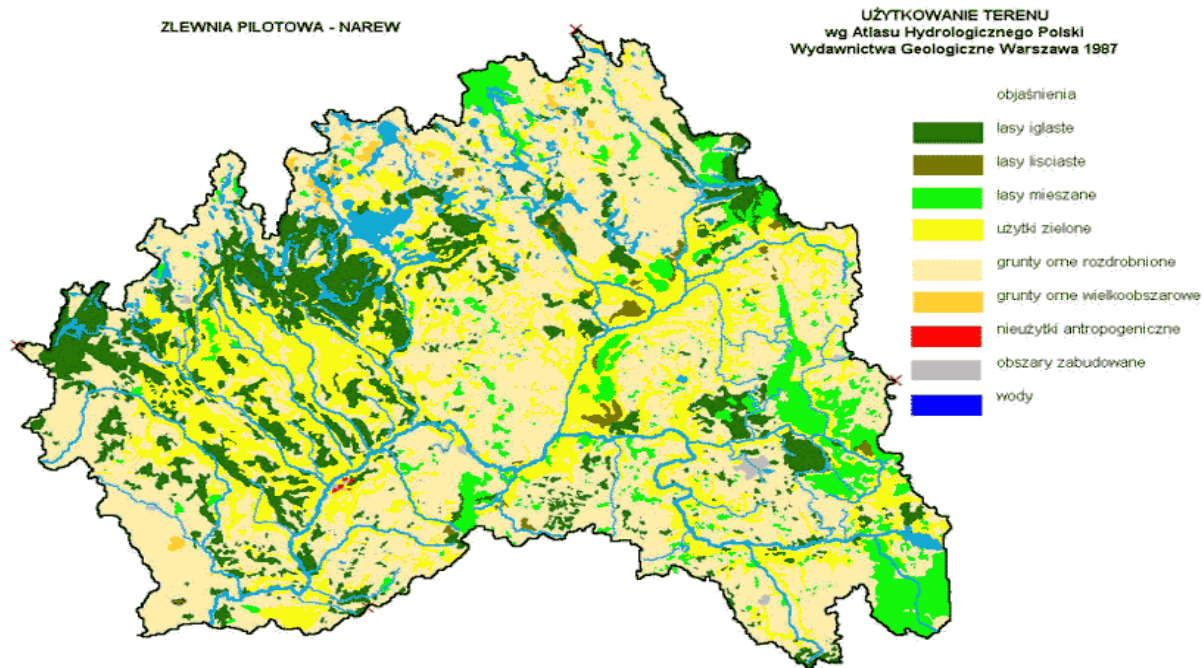 ZLEWNIA PILOTOWA - NAREW
UŻYTKOWANIE TERENU
wg Atlasu Hydrologicznego Polski
Wydawnictwa Geologiczne Warszawa 1987
objaśnienia
lasy iglaste
lasy lisciaste
lasy mieszane
użytki zielone
grunty orne rozdrobnione
grunty orne wielkoobszarowe
nieużytki antropogeniczne
obszary zabudowane
wody